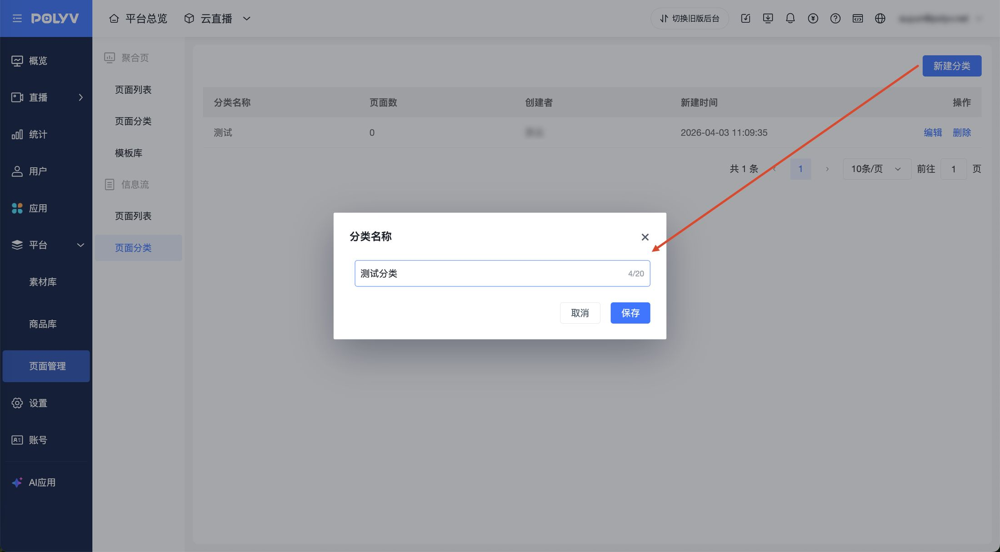 POLYV
平台总览
云直播
切换旧版后台
概览
直播
统计
用户
应用
平台
素材库
商品库
页面管理
设置
账号
AI应用
聚合页
页面列表
页面分类
模板库
信息流
页面列表
页面分类
新建分类
分类名称 页面数 创建者 新建时间 操作
测试 0 2026-04-03 11:09:35 编辑 删除
共 1 条 1 10条/页 前往 1 页
分类名称
测试分类 4/20
取消 保存